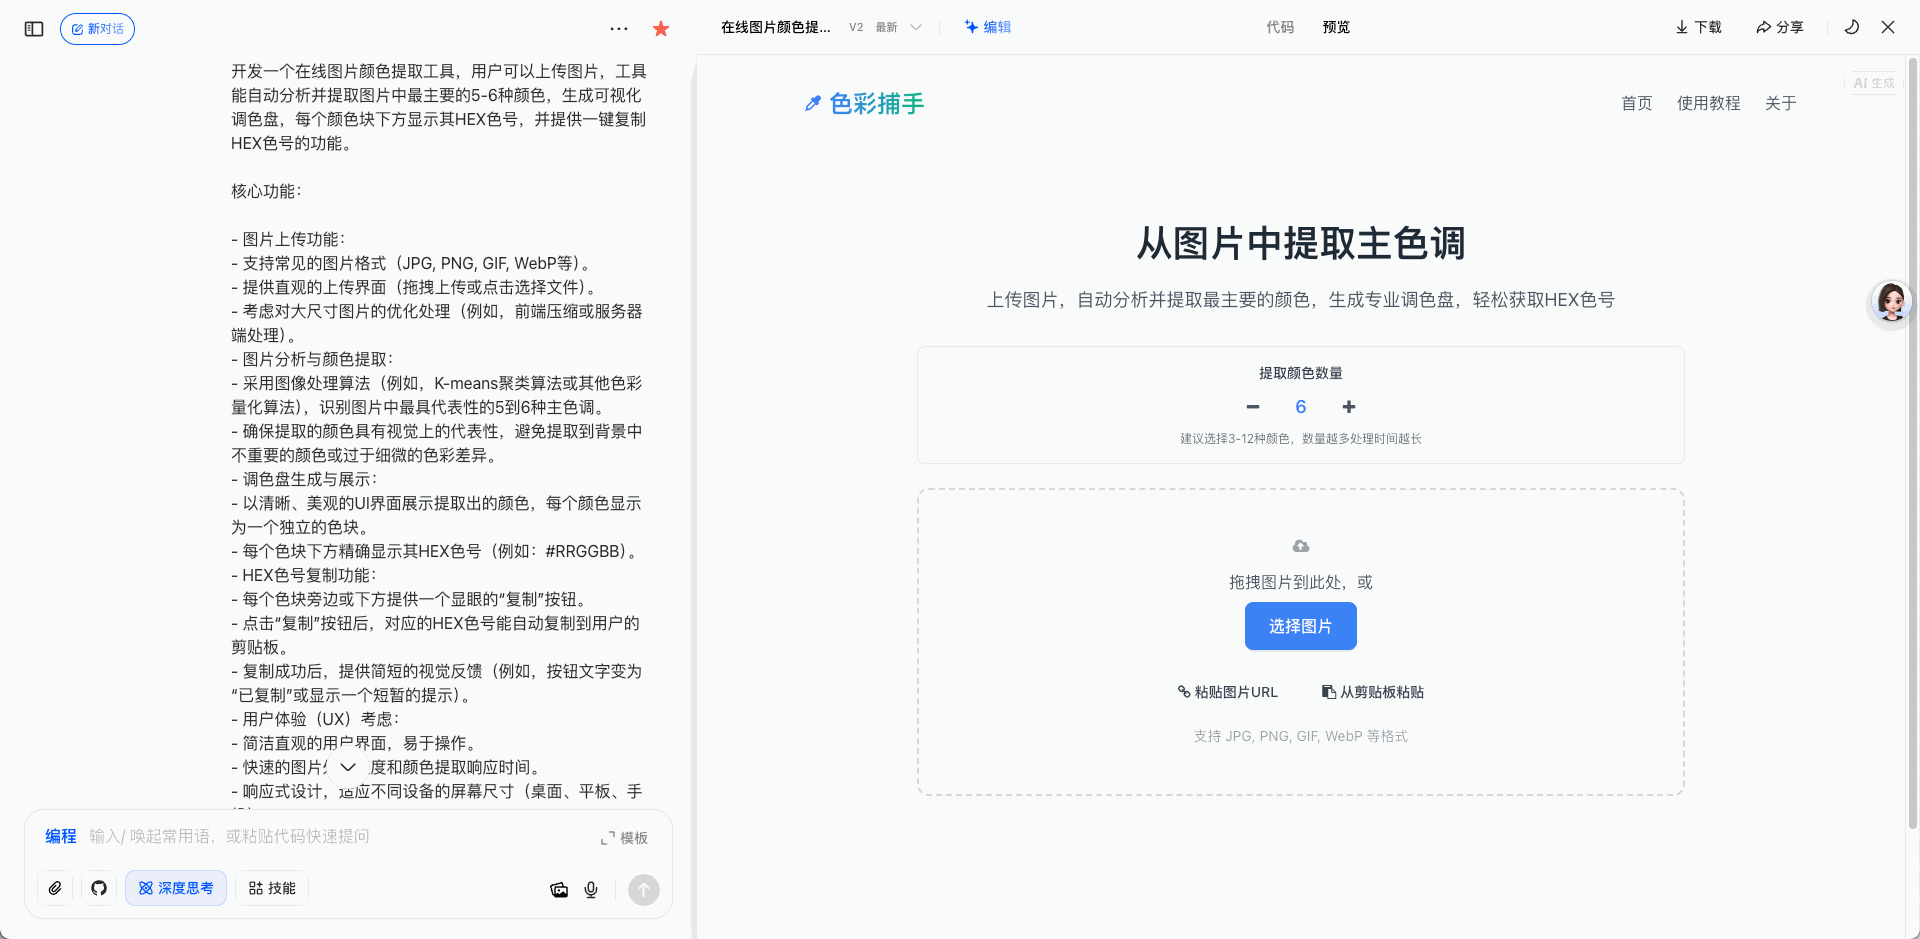 新对话
开发一个在线图片颜色提取工具，用户可以上传图片，工具
能自动分析并提取图片中最主要的5-6种颜色，生成可视化
调色盘，每个颜色块下方显示其HEX色号，并提供一键复制
HEX色号的功能。
核心功能：
- 图片上传功能：
- 支持常见的图片格式（JPG, PNG, GIF, WebP等）。
- 提供直观的上传界面（拖拽上传或点击选择文件）。
- 考虑对大尺寸图片的优化处理（例如，前端压缩或服务器
端处理）。
- 图片分析与颜色提取：
- 采用图像处理算法（例如，K-means聚类算法或其他色彩
量化算法），识别图片中最具代表性的5到6种主色调。
- 确保提取的颜色具有视觉上的代表性，避免提取到背景中
不重要的颜色或过于细微的色彩差异。
- 调色盘生成与展示：
- 以清晰、美观的UI界面展示提取出的颜色，每个颜色显示
为一个独立的色块。
- 每个色块下方精确显示其HEX色号（例如：#RRGGBB）。
- HEX色号复制功能：
- 每个色块旁边或下方提供一个显眼的“复制”按钮。
- 点击“复制”按钮后，对应的HEX色号能自动复制到用户的
剪贴板。
- 复制成功后，提供简短的视觉反馈（例如，按钮文字变为
“已复制”或显示一个短暂的提示）。
- 用户体验（UX）考虑：
- 简洁直观的用户界面，易于操作。
- 快速的图片 度和颜色提取响应时间。
- 响应式设计，适应不同设备的屏幕尺寸（桌面、平板、手
编程 输入/ 唤起常用语，或粘贴代码快速提问
模板
深度思考 技能
在线图片颜色提... V2 最新 编辑 代码 预览 下载 分享
AI 生成
色彩捕手 首页 使用教程 关于
从图片中提取主色调
上传图片，自动分析并提取最主要的颜色，生成专业调色盘，轻松获取HEX色号
提取颜色数量
6
建议选择3-12种颜色，数量越多处理时间越长
拖拽图片到此处，或
选择图片
粘贴图片URL 从剪贴板粘贴
支持 JPG, PNG, GIF, WebP 等格式